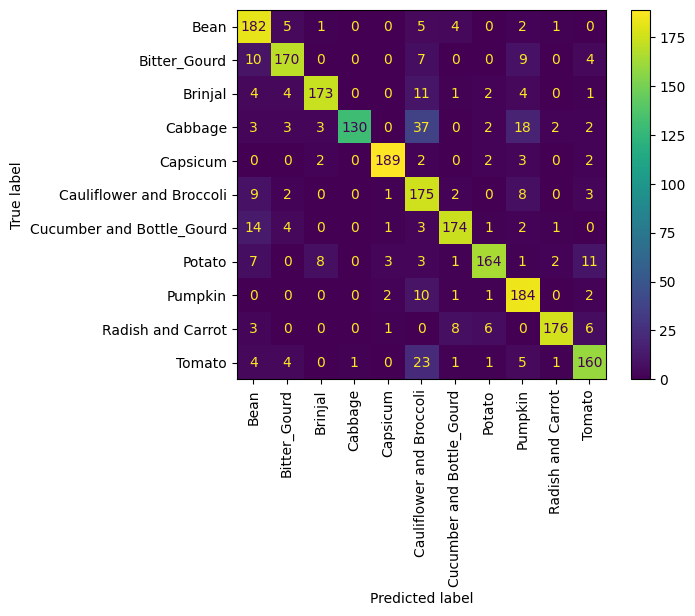 True label
Bean 182 5 1 0 0 5 4 0 2 1 0
Bitter_Gourd 10 170 0 0 0 7 0 0 9 0 4
Brinjal 4 4 173 0 0 11 1 2 4 0 1
Cabbage 3 3 3 130 0 37 0 2 18 2 2
Capsicum 0 0 2 0 189 2 0 2 3 0 2
Cauliflower and Broccoli 9 2 0 0 1 175 2 0 8 0 3
Cucumber and Bottle_Gourd 14 4 0 0 1 3 174 1 2 1 0
Potato 7 0 8 0 3 3 1 164 1 2 11
Pumpkin 0 0 0 0 2 10 1 1 184 0 2
Radish and Carrot 3 0 0 0 1 0 8 6 0 176 6
Tomato 4 4 0 1 0 23 1 1 5 1 160
Bean
Bitter_Gourd
Brinjal
Cabbage
Capsicum
Cauliflower and Broccoli
Cucumber and Bottle_Gourd
Potato
Pumpkin
Radish and Carrot
Tomato
Predicted label
175
150
125
100
75
50
25
0